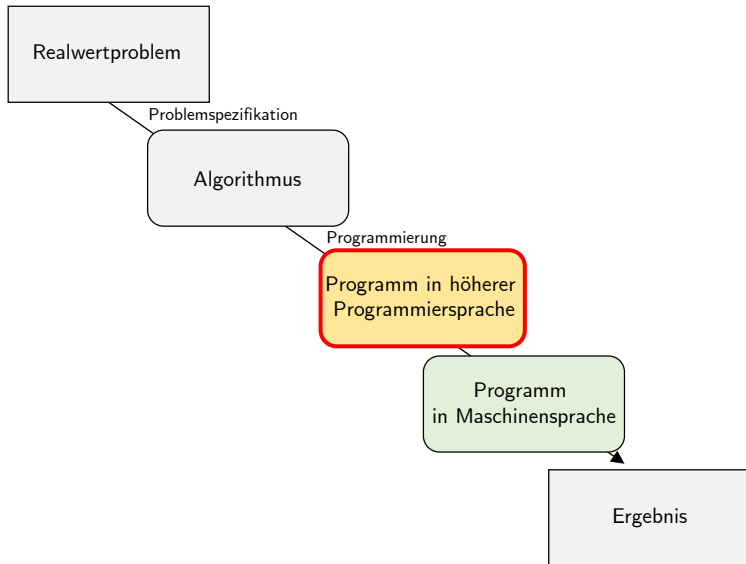 Realwertproblem
Problemspezifikation
Algorithmus
Programmierung
Programm in höherer
Programmiersprache
Programm
in Maschinensprache
Ergebnis